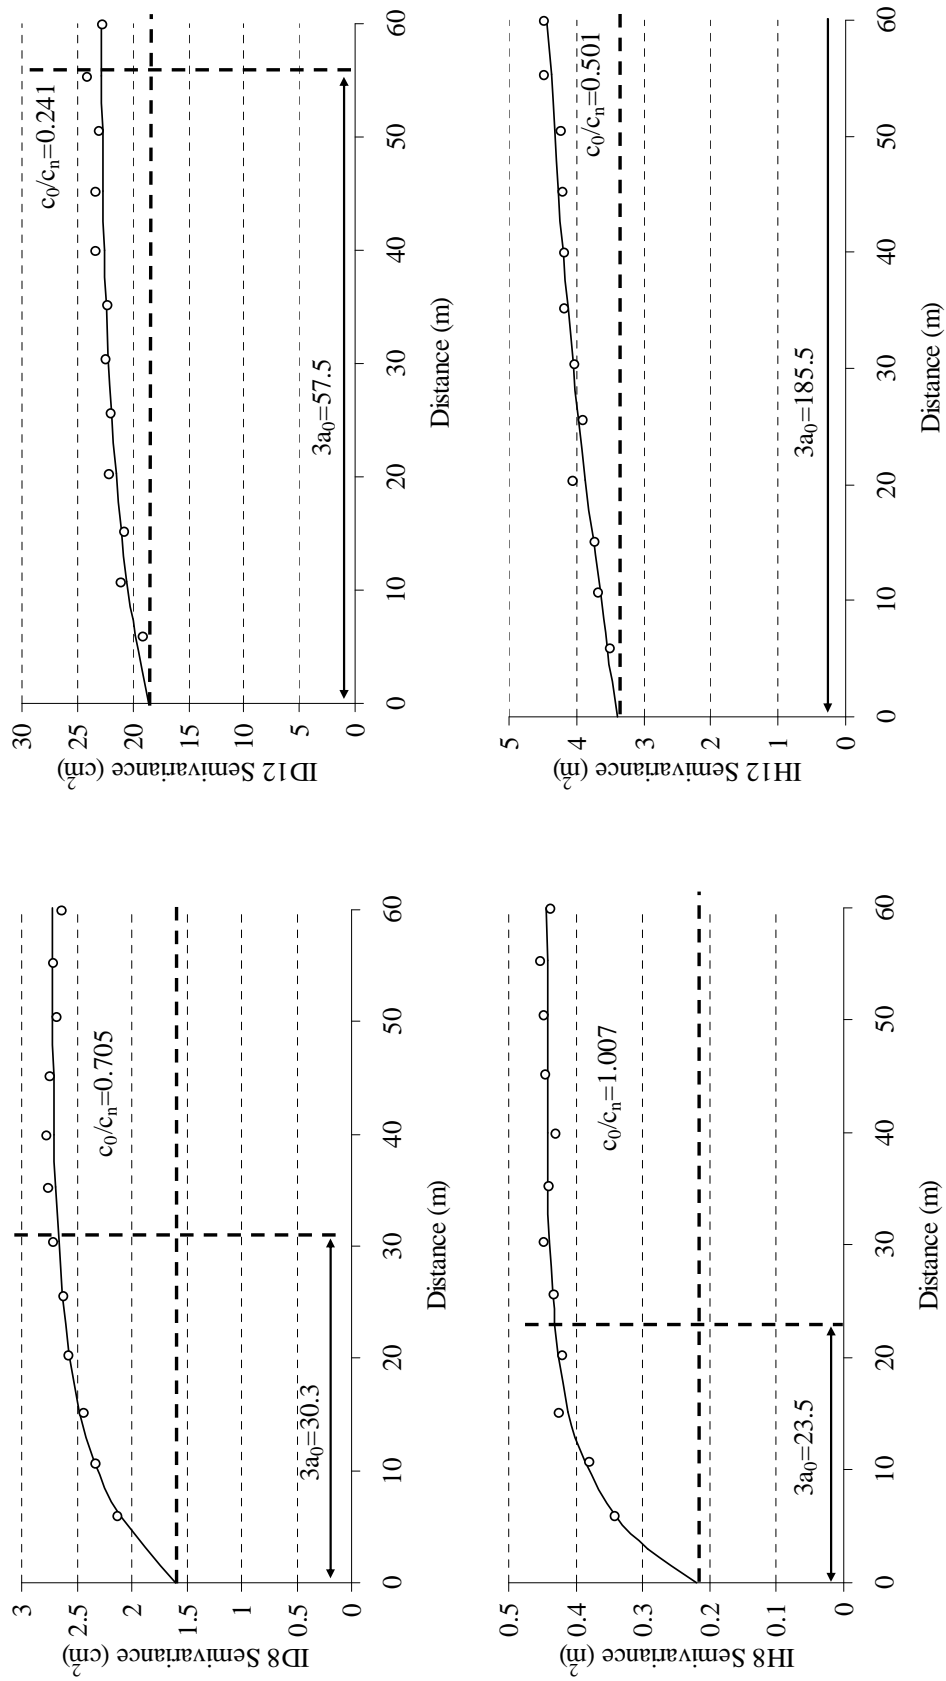 ID8 Semivariance (cm²)
3
2.5
2
1.5
1
0.5
0
c₀/cₙ=0.705
3a₀=30.3
0 10 20 30 40 50 60
Distance (m)
ID12 Semivariance (cm²)
30
25
20
15
10
5
0
c₀/cₙ=0.241
3a₀=57.5
0 10 20 30 40 50 60
Distance (m)
IH8 Semivariance (m²)
0.5
0.4
0.3
0.2
0.1
0
c₀/cₙ=1.007
3a₀=23.5
0 10 20 30 40 50 60
Distance (m)
IH12 Semivariance (m²)
5
4
3
2
1
0
c₀/cₙ=0.501
3a₀=185.5
0 10 20 30 40 50 60
Distance (m)